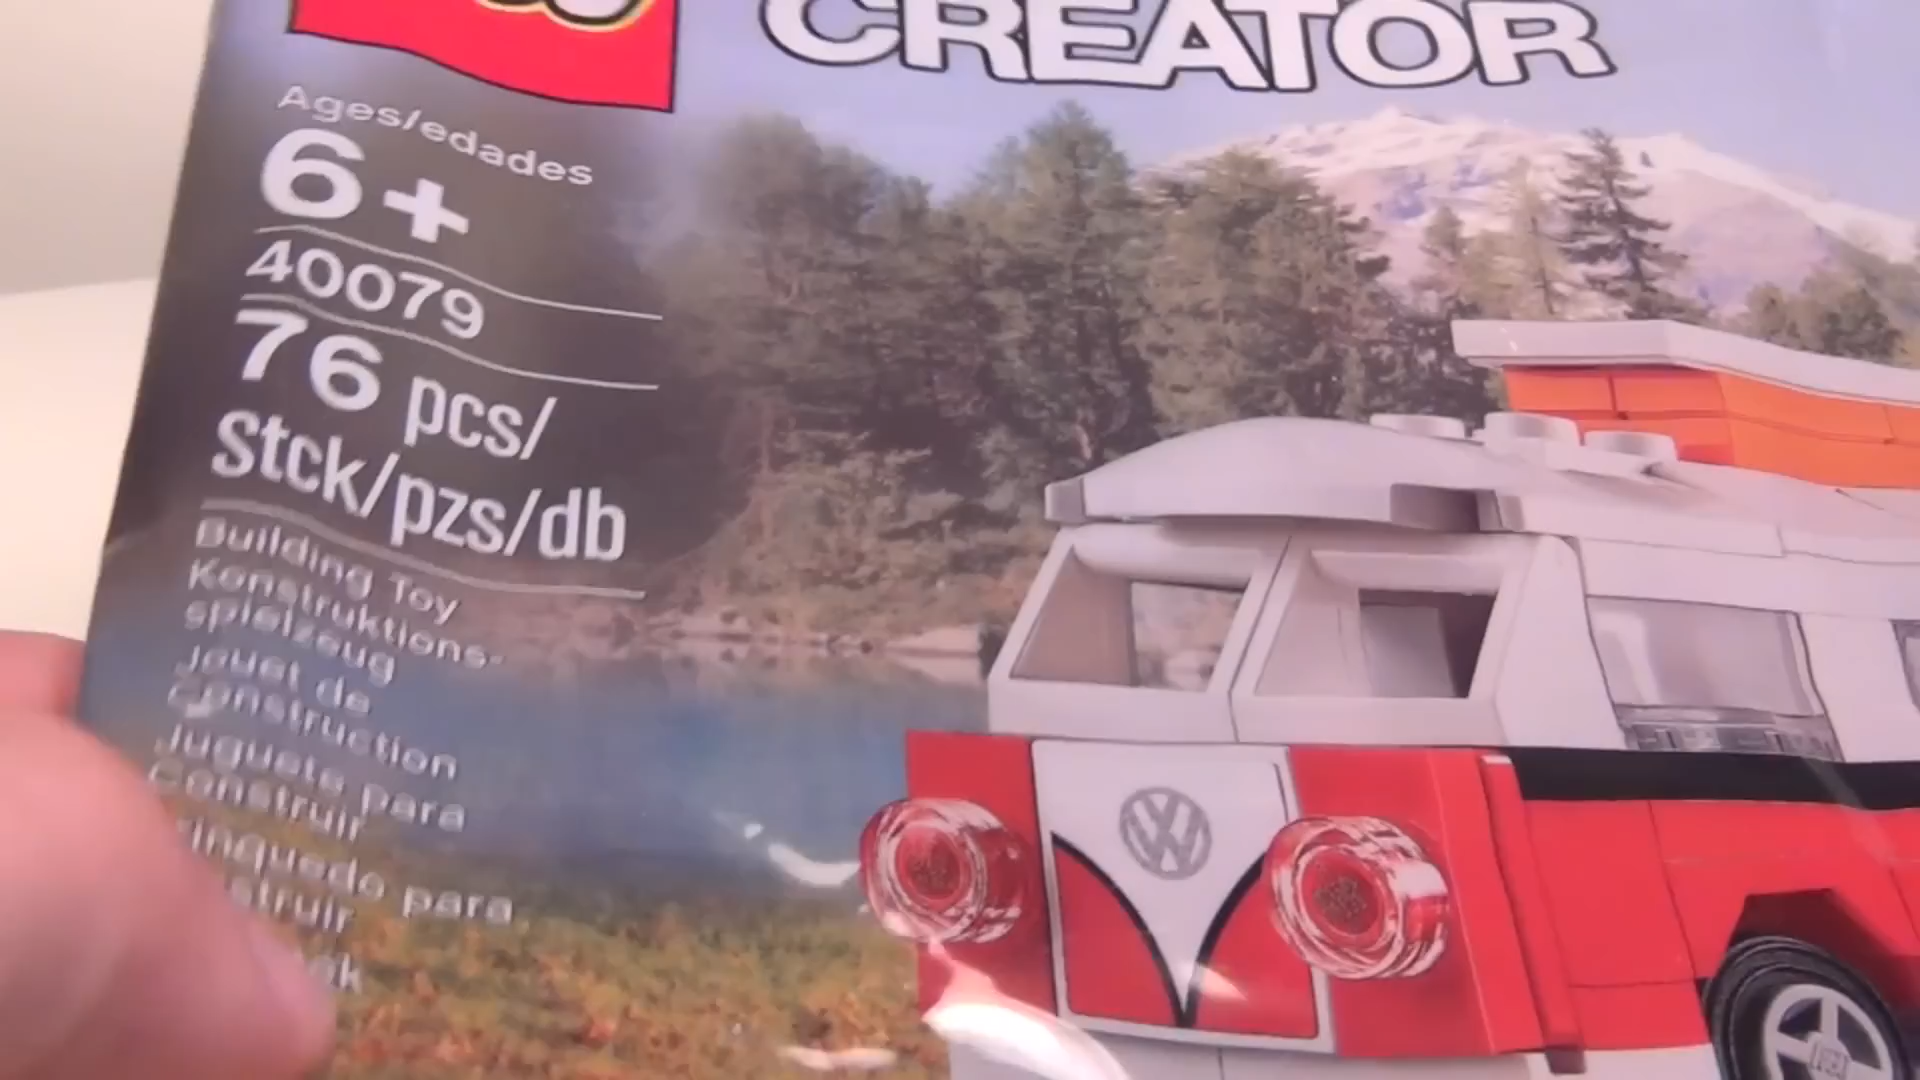 CREATOR
Ages/edades
6+
40079
76 pcs/
stck/pzs/db
Building Toy
Konstruktions-
spielzeug
Jouet de
Construction
Juguete para
Construir
para